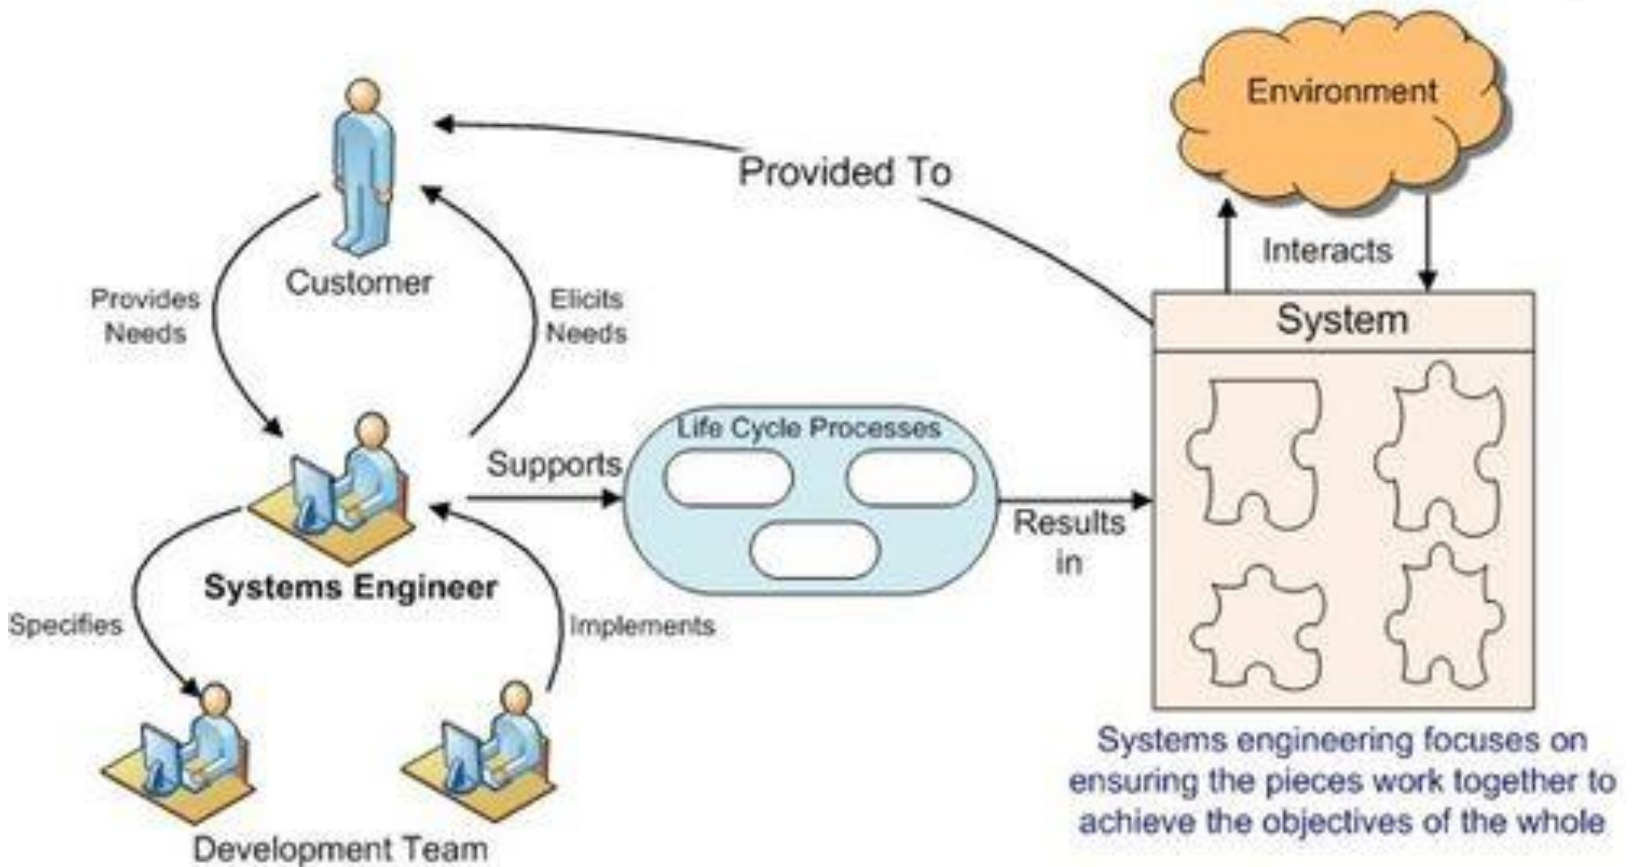 Environment
Provided To
Interacts
Customer
Provides
Needs
Elicits
Needs
System
Life Cycle Processes
Supports
Results
in
Systems Engineer
Specifies
Implements
Development Team
Systems engineering focuses on
ensuring the pieces work together to
achieve the objectives of the whole